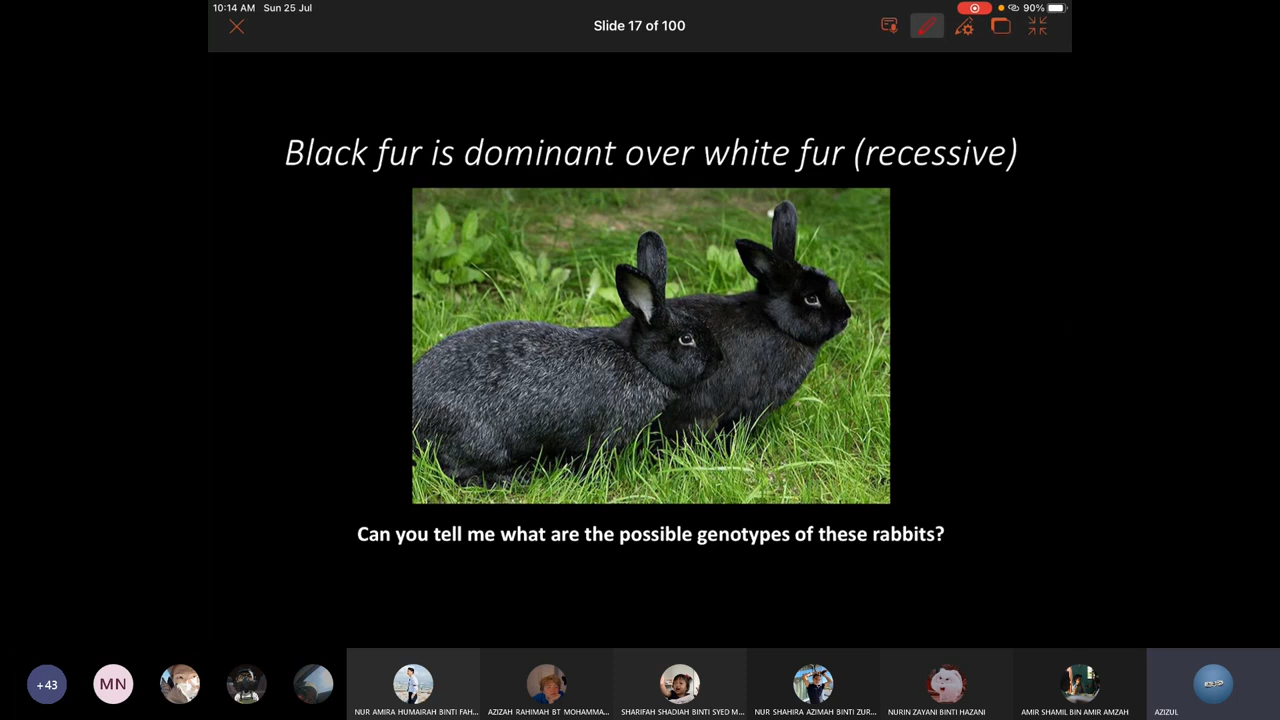 10:14 AM Sun 25 Jul
90%
Slide 17 of 100
Black fur is dominant over white fur (recessive)
Can you tell me what are the possible genotypes of these rabbits?
+43
MN
NUR AMIRA HUMAIRAH BINTI FAH...
AZIZAH RAHIMAH BT MOHAMMA...
SHARIFAH SHADIAH BINTI SYED M...
NUR SHAHIRA AZIMAH BINTI ZUR...
NURIN ZAYANI BINTI HAZANI
AMIR SHAMIL BIN AMIR AMZAH
AZIZUL